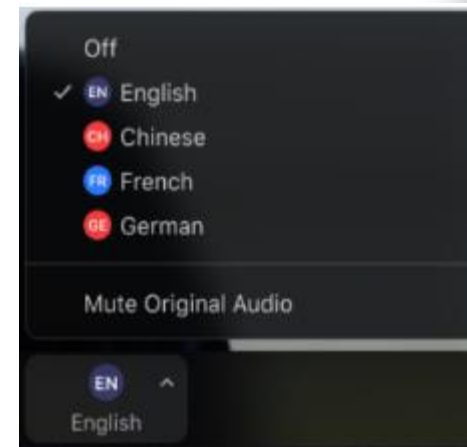 Off
EN English
CH Chinese
FR French
GE German
Mute Original Audio
EN
English